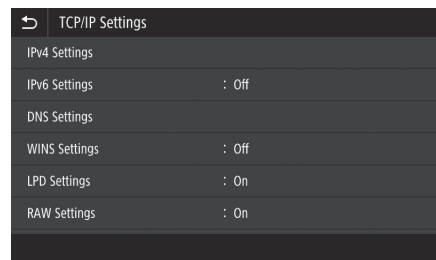 TCP/IP Settings
IPv4 Settings
IPv6 Settings : Off
DNS Settings
WINS Settings : Off
LPD Settings : On
RAW Settings : On